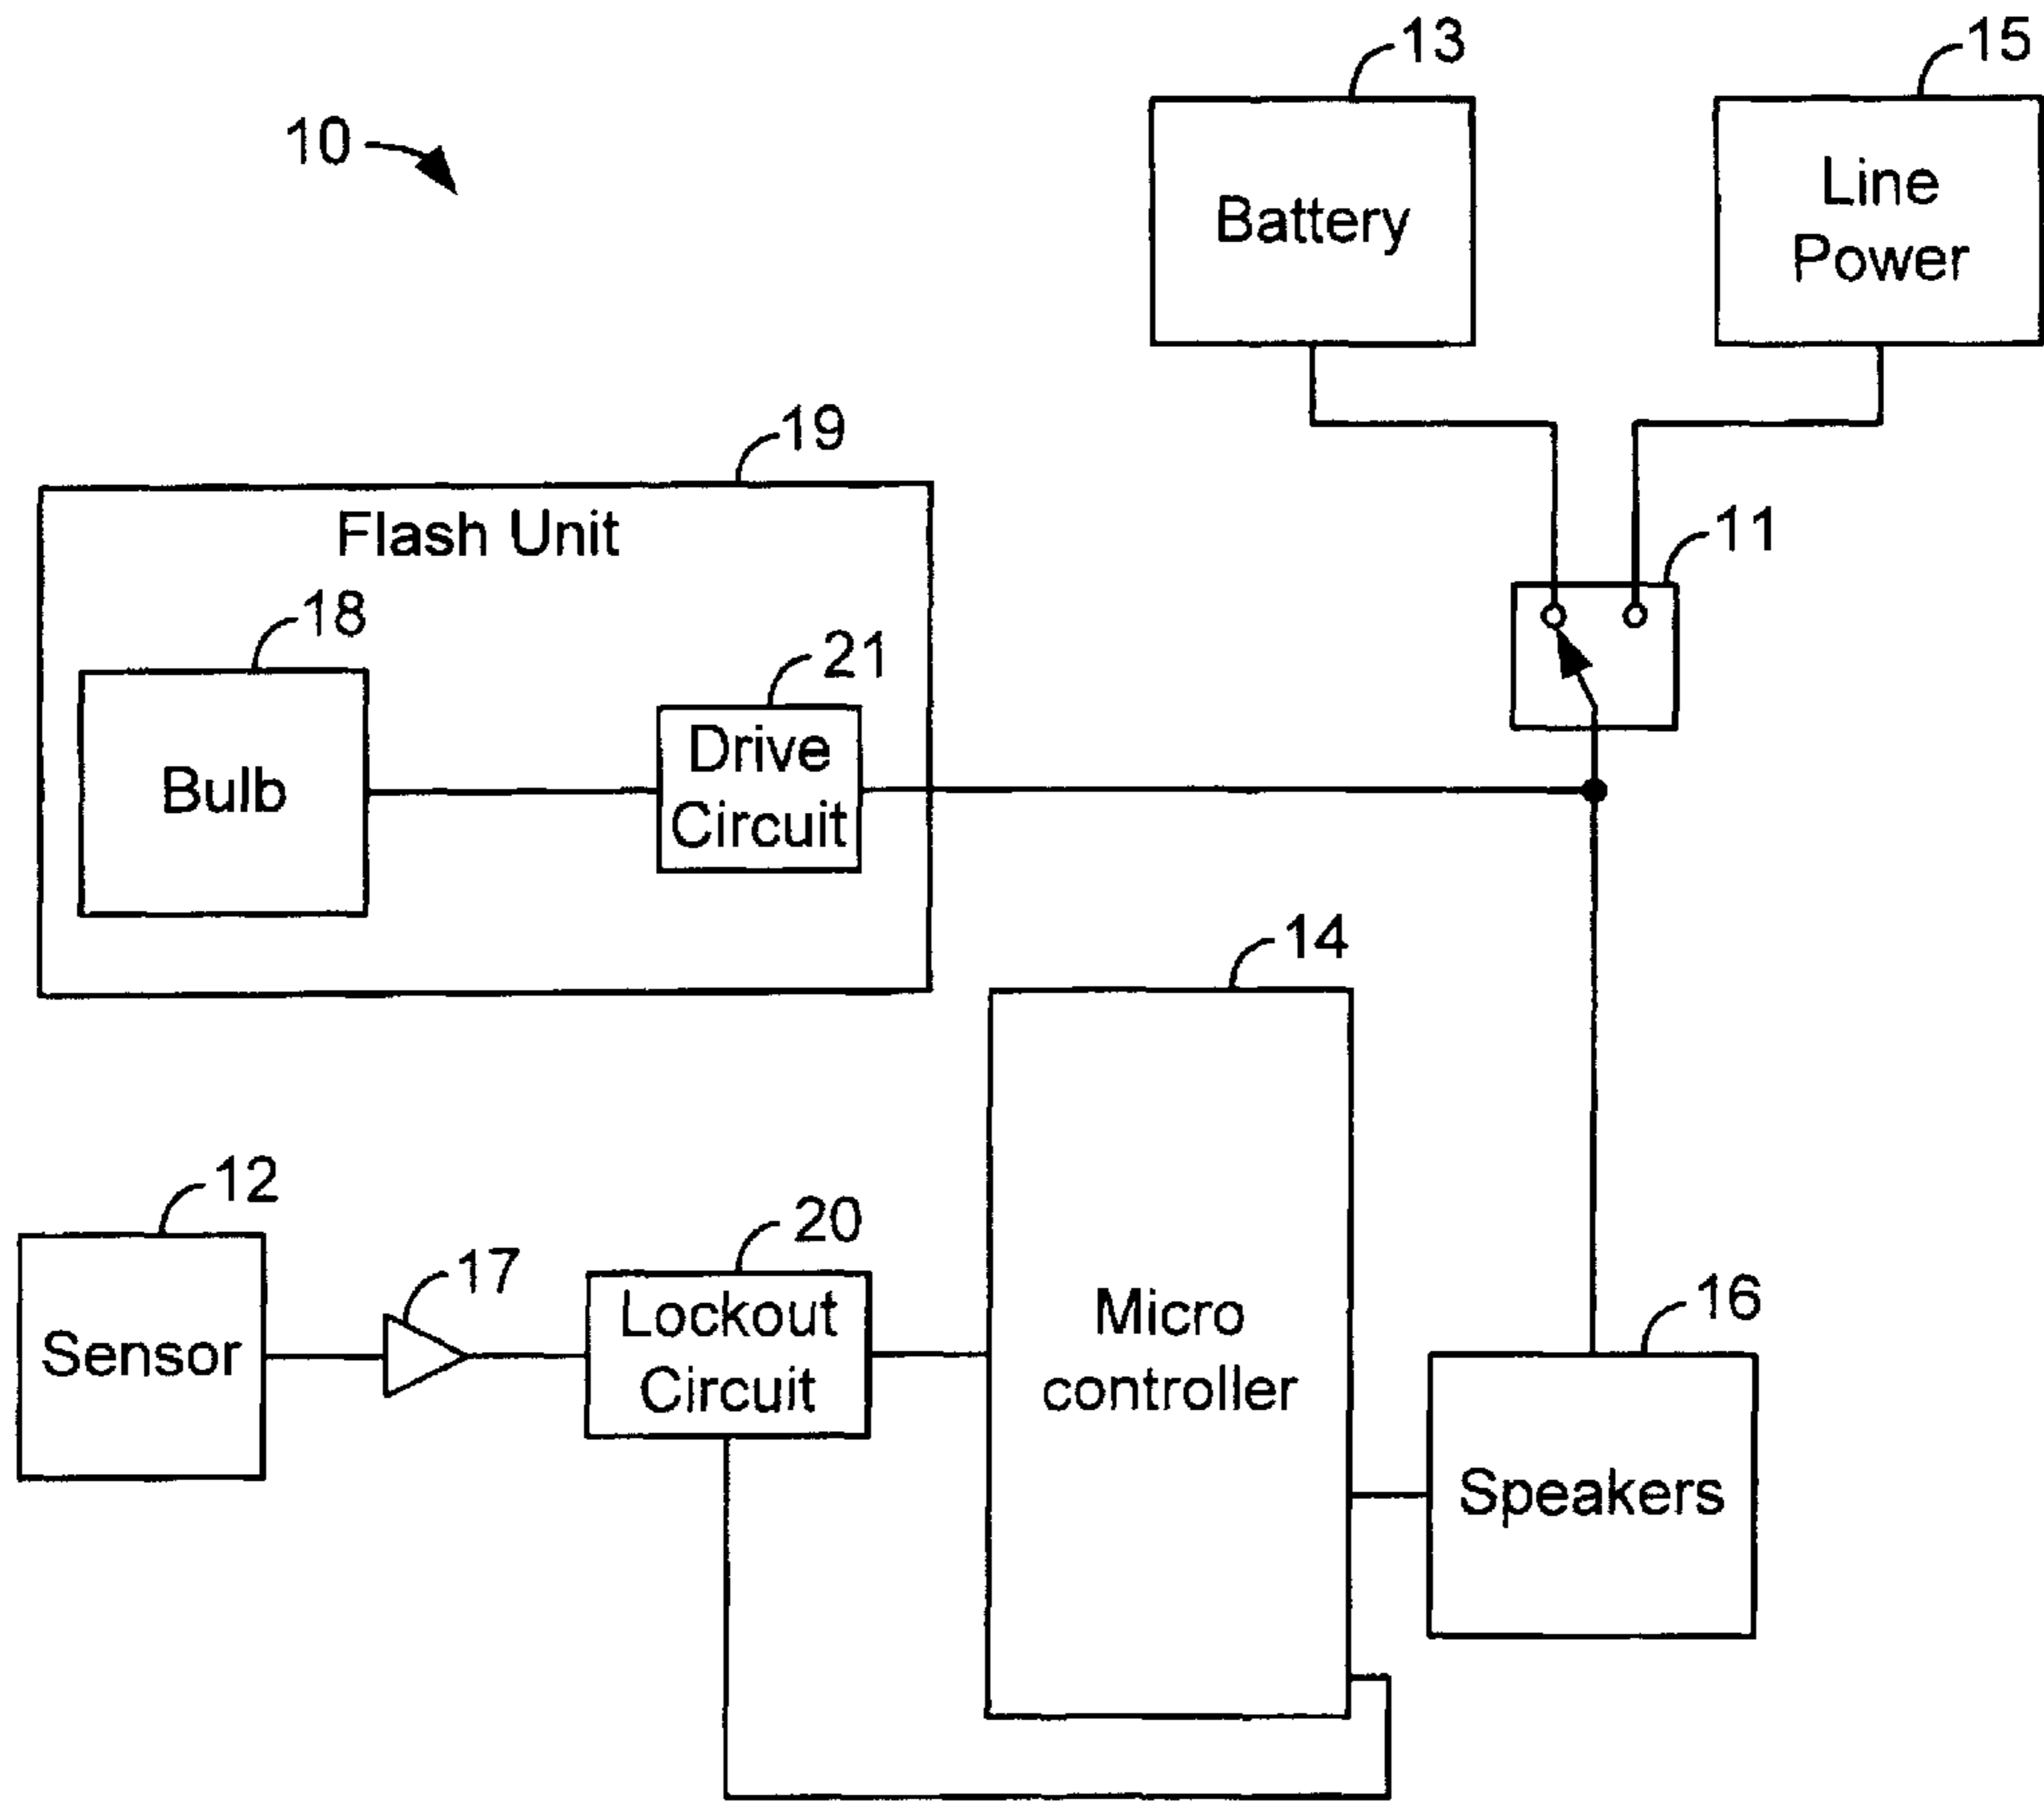 13
15
10
Battery
Line
Power
19
Flash Unit
11
18
21
Bulb
Drive
Circuit
14
12
20
17
16
Sensor
Lockout
Circuit
Micro
controller
Speakers